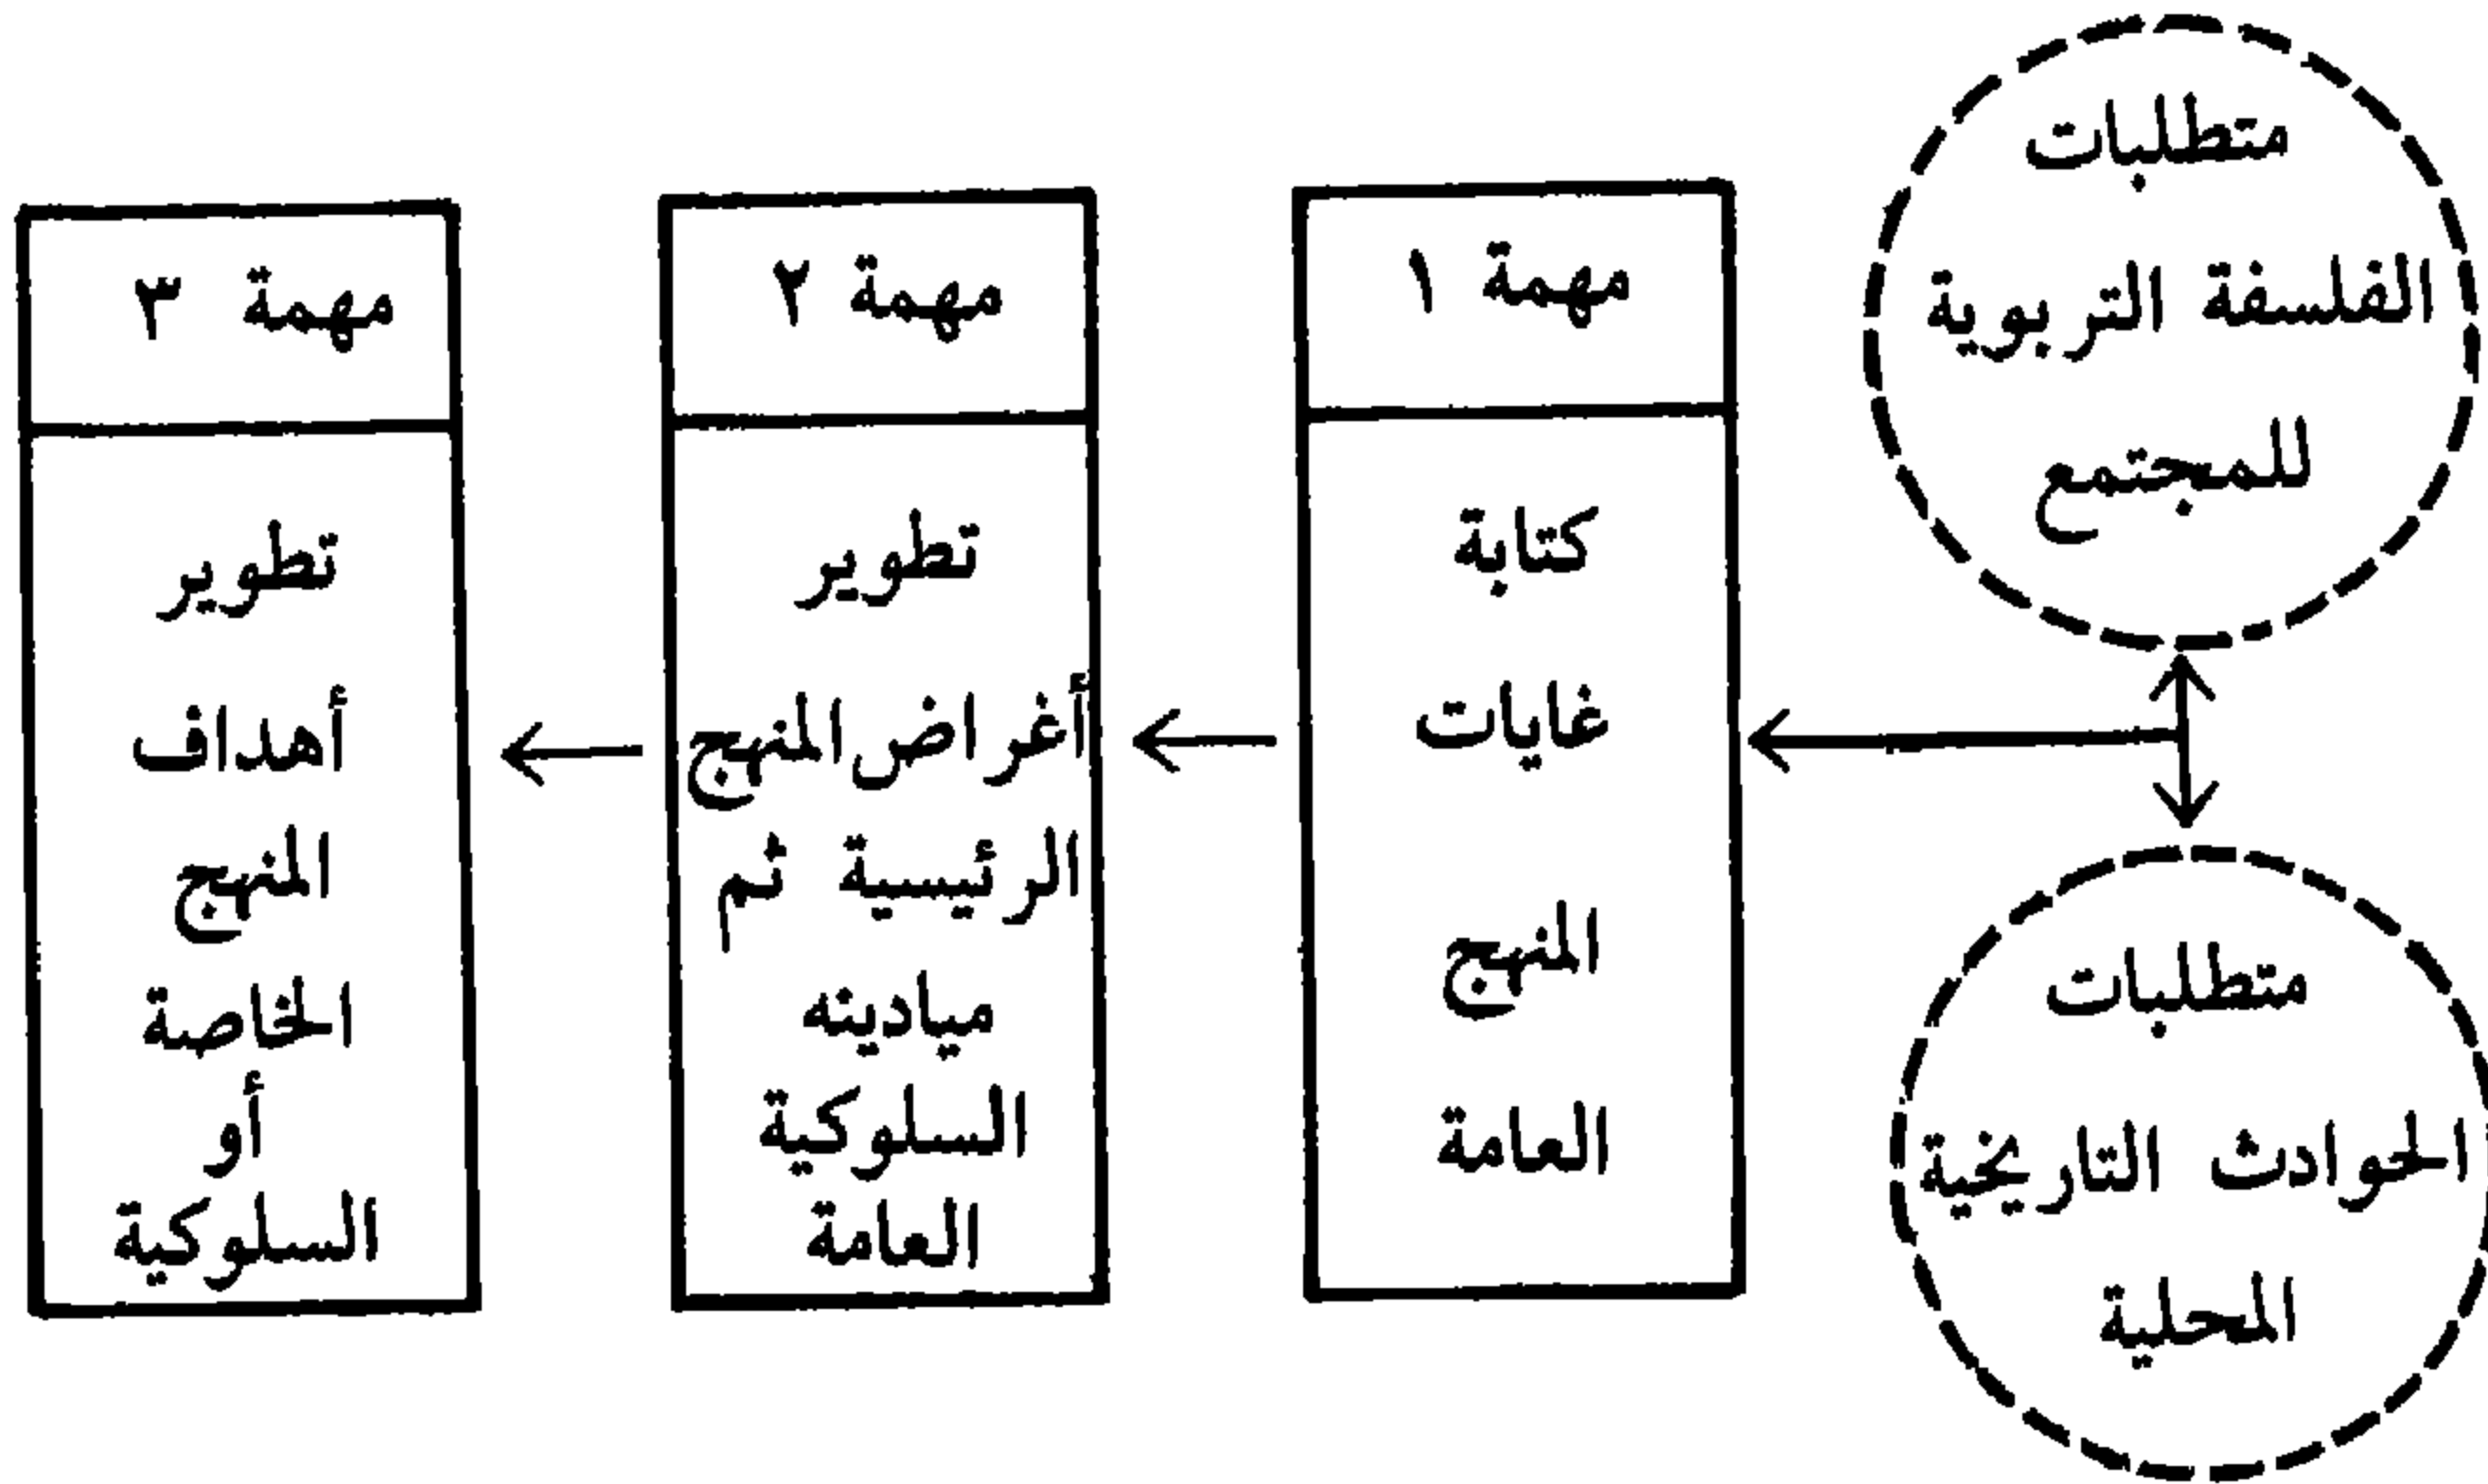 متطلبات
الفلسفة التربوية
للمجتمع
متطلبات
الحوادث التاريخية
المحلية
مهمة ١
كتابة
غايات
المنهج
العامة
مهمة ٢
تطوير
أغراض المنهج
الرئيسية ثم
ميادينه
السلوكية
العامة
مهمة ٣
تطوير
أهداف
المنهج
الخاصة
أو
السلوكية